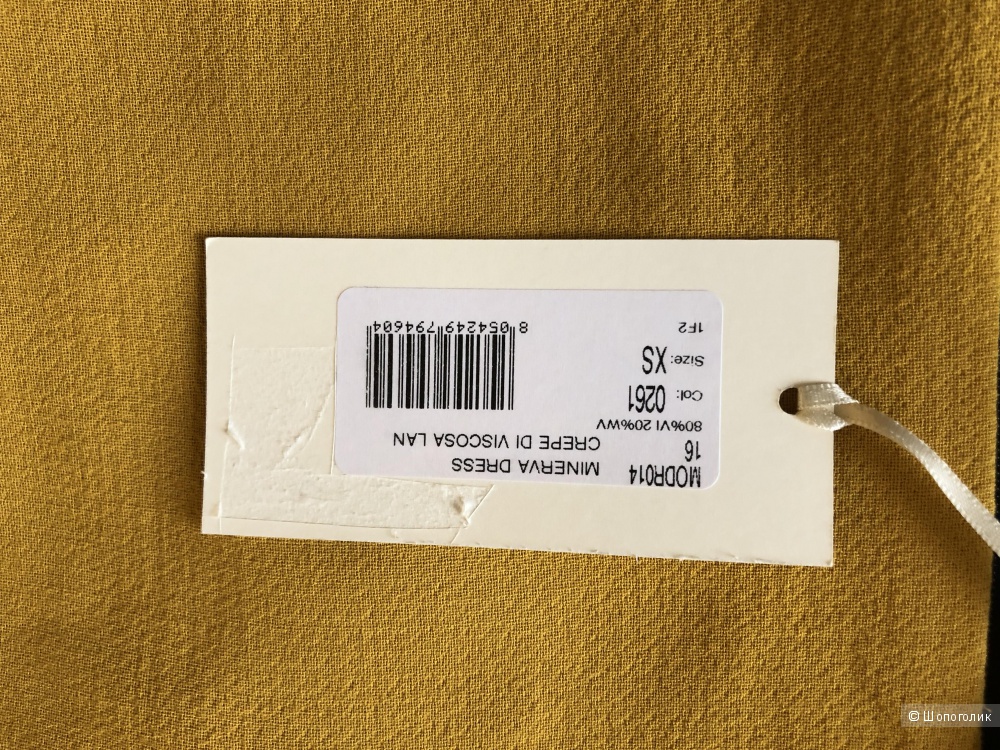 MODR014 MINERVA DRESS
16 CREPE DI VISCOSA LAN
80%VI 20%WV
Col: 0261
Size: XS
1F2
8 054249 794604
© Шопоголик